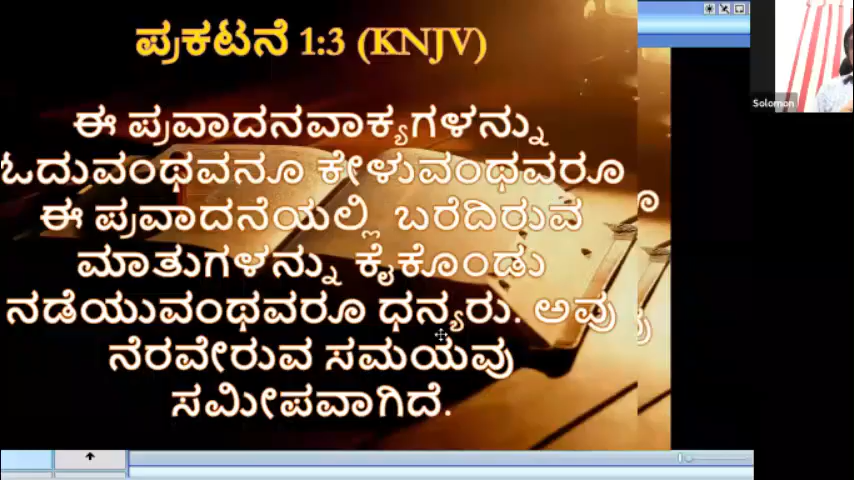 ಪ್ರಕಟನೆ 1:3 (KNJV)
ಈ ಪ್ರವಾದನವಾಕ್ಯಗಳನ್ನು
ಓದುವಂಥವನೂ ಕೇಳುವಂಥವರೂ
ಈ ಪ್ರವಾದನೆಯಲ್ಲಿ ಬರೆದಿರುವ
ಮಾತುಗಳನ್ನು ಕೈಕೊಂಡು
ನಡೆಯುವಂಥವರೂ ಧನ್ಯರು. ಅವು
ನೆರವೇರುವ ಸಮಯವು
ಸಮೀಪವಾಗಿದೆ.
Solomon